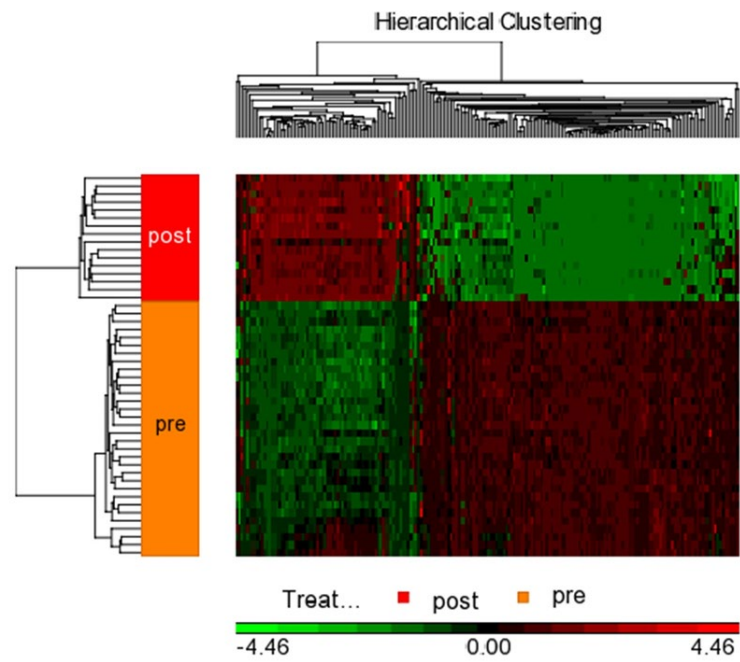 Hierarchical Clustering
post
pre
Treat... post pre
-4.46 0.00 4.46